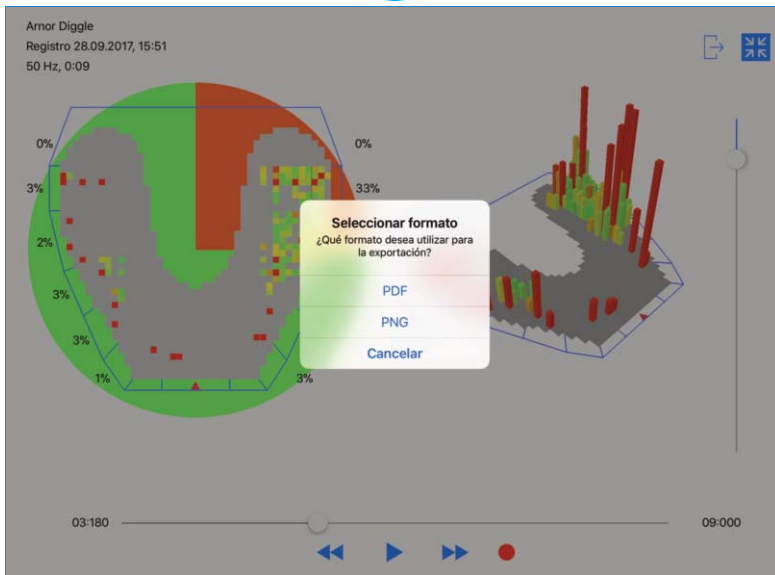 Arnor Diggle
Registro 28.09.2017, 15:51
50 Hz, 0:09
0%
0%
3%
33%
2%
3%
3%
1%
3%
Seleccionar formato
¿Qué formato desea utilizar para
la exportación?
PDF
PNG
Cancelar
03:180
09:000